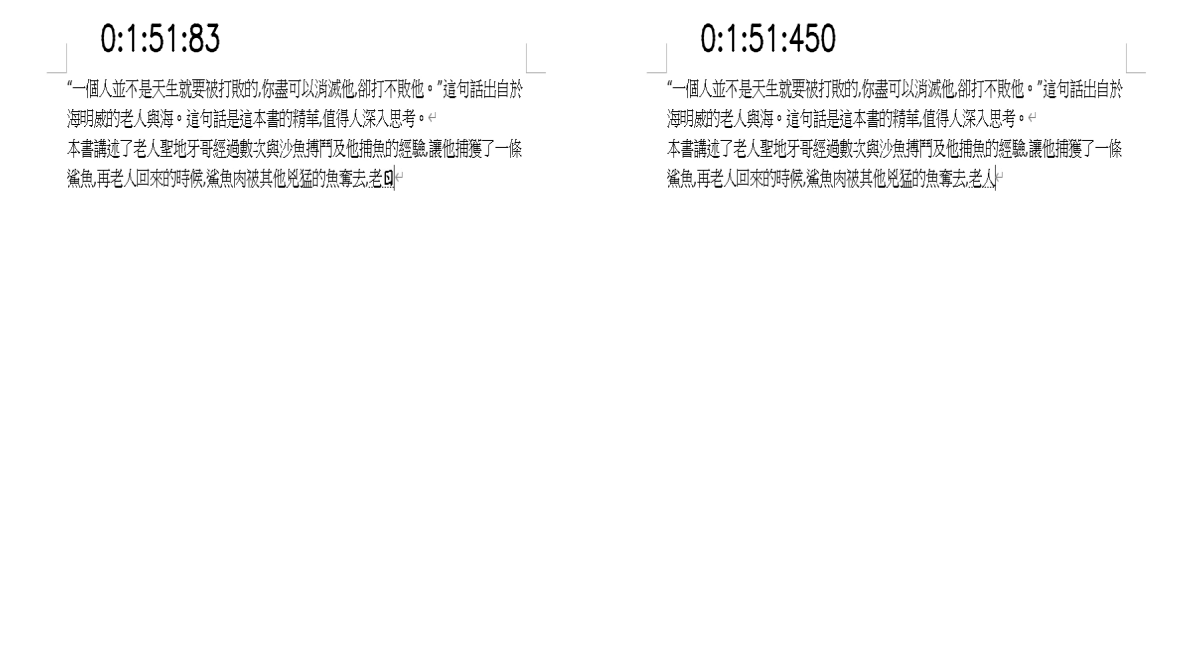 0:1:51:83
“一個人並不是天生就要被打敗的,你盡可以消滅他,卻打不敗他。”這句話出自於
海明威的老人與海。這句話是這本書的精華,值得人深入思考。
本書講述了老人聖地牙哥經過數次與沙魚搏鬥及他捕魚的經驗,讓他捕獲了一條
鯊魚,再老人回來的時候,鯊魚肉被其他兇猛的魚奪去,老
0:1:51:450
“一個人並不是天生就要被打敗的,你盡可以消滅他,卻打不敗他。”這句話出自於
海明威的老人與海。這句話是這本書的精華,值得人深入思考。
本書講述了老人聖地牙哥經過數次與沙魚搏鬥及他捕魚的經驗,讓他捕獲了一條
鯊魚,再老人回來的時候,鯊魚肉被其他兇猛的魚奪去,老人